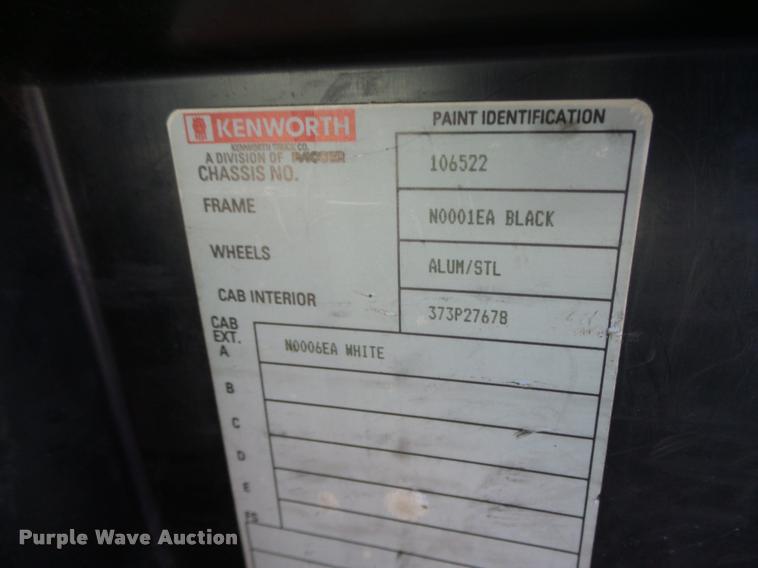 KENWORTH
KENWORTH TRUCK CO.
A DIVISION OF PACCAR
PAINT IDENTIFICATION
CHASSIS NO. 106522
FRAME N0001EA BLACK
WHEELS ALUM/STL
CAB INTERIOR 373P27678
CAB
EXT.
A N0006EA WHITE
B
C
D
E
Purple Wave Auction